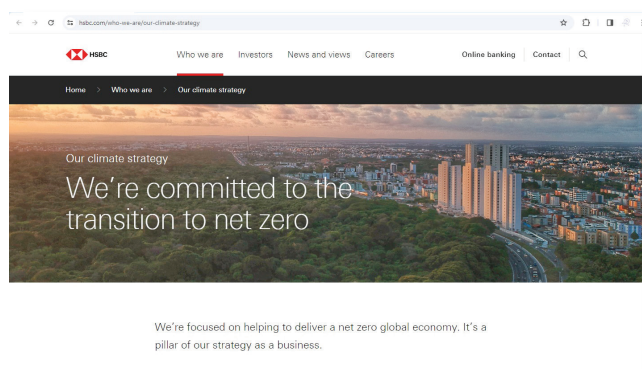 hsbc.com/who-we-are/our-climate-strategy
HSBC Who we are Investors News and views Careers Online banking Contact
Home > Who we are > Our climate strategy
Our climate strategy
We're committed to the
transition to net zero
We're focused on helping to deliver a net zero global economy. It's a
pillar of our strategy as a business.